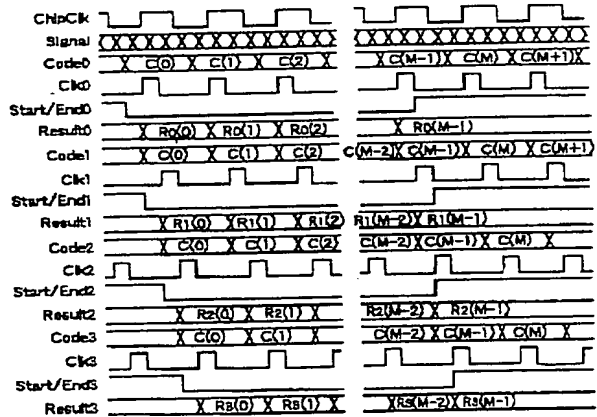 ChipClk
Signal
Code0 C(0) C(1) C(2) C(M-1) C(M) C(M+1)
Clk0
Start/End0
Result0 R0(0) R0(1) R0(2) R0(M-1)
Code1 C(0) C(1) C(2) C(M-2) C(M-1) C(M) C(M+1)
Clk1
Start/End1
Result1 R1(0) R1(1) R1(2) R1(M-2) R1(M-1)
Code2 C(0) C(1) C(2) C(M-2) C(M-1) C(M)
Clk2
Start/End2
Result2 R2(0) R2(1) R2(M-2) R2(M-1)
Code3 C(0) C(1) C(M-2) C(M-1) C(M)
Clk3
Start/End3
Result3 R3(0) R3(1) R3(M-2) R3(M-1)